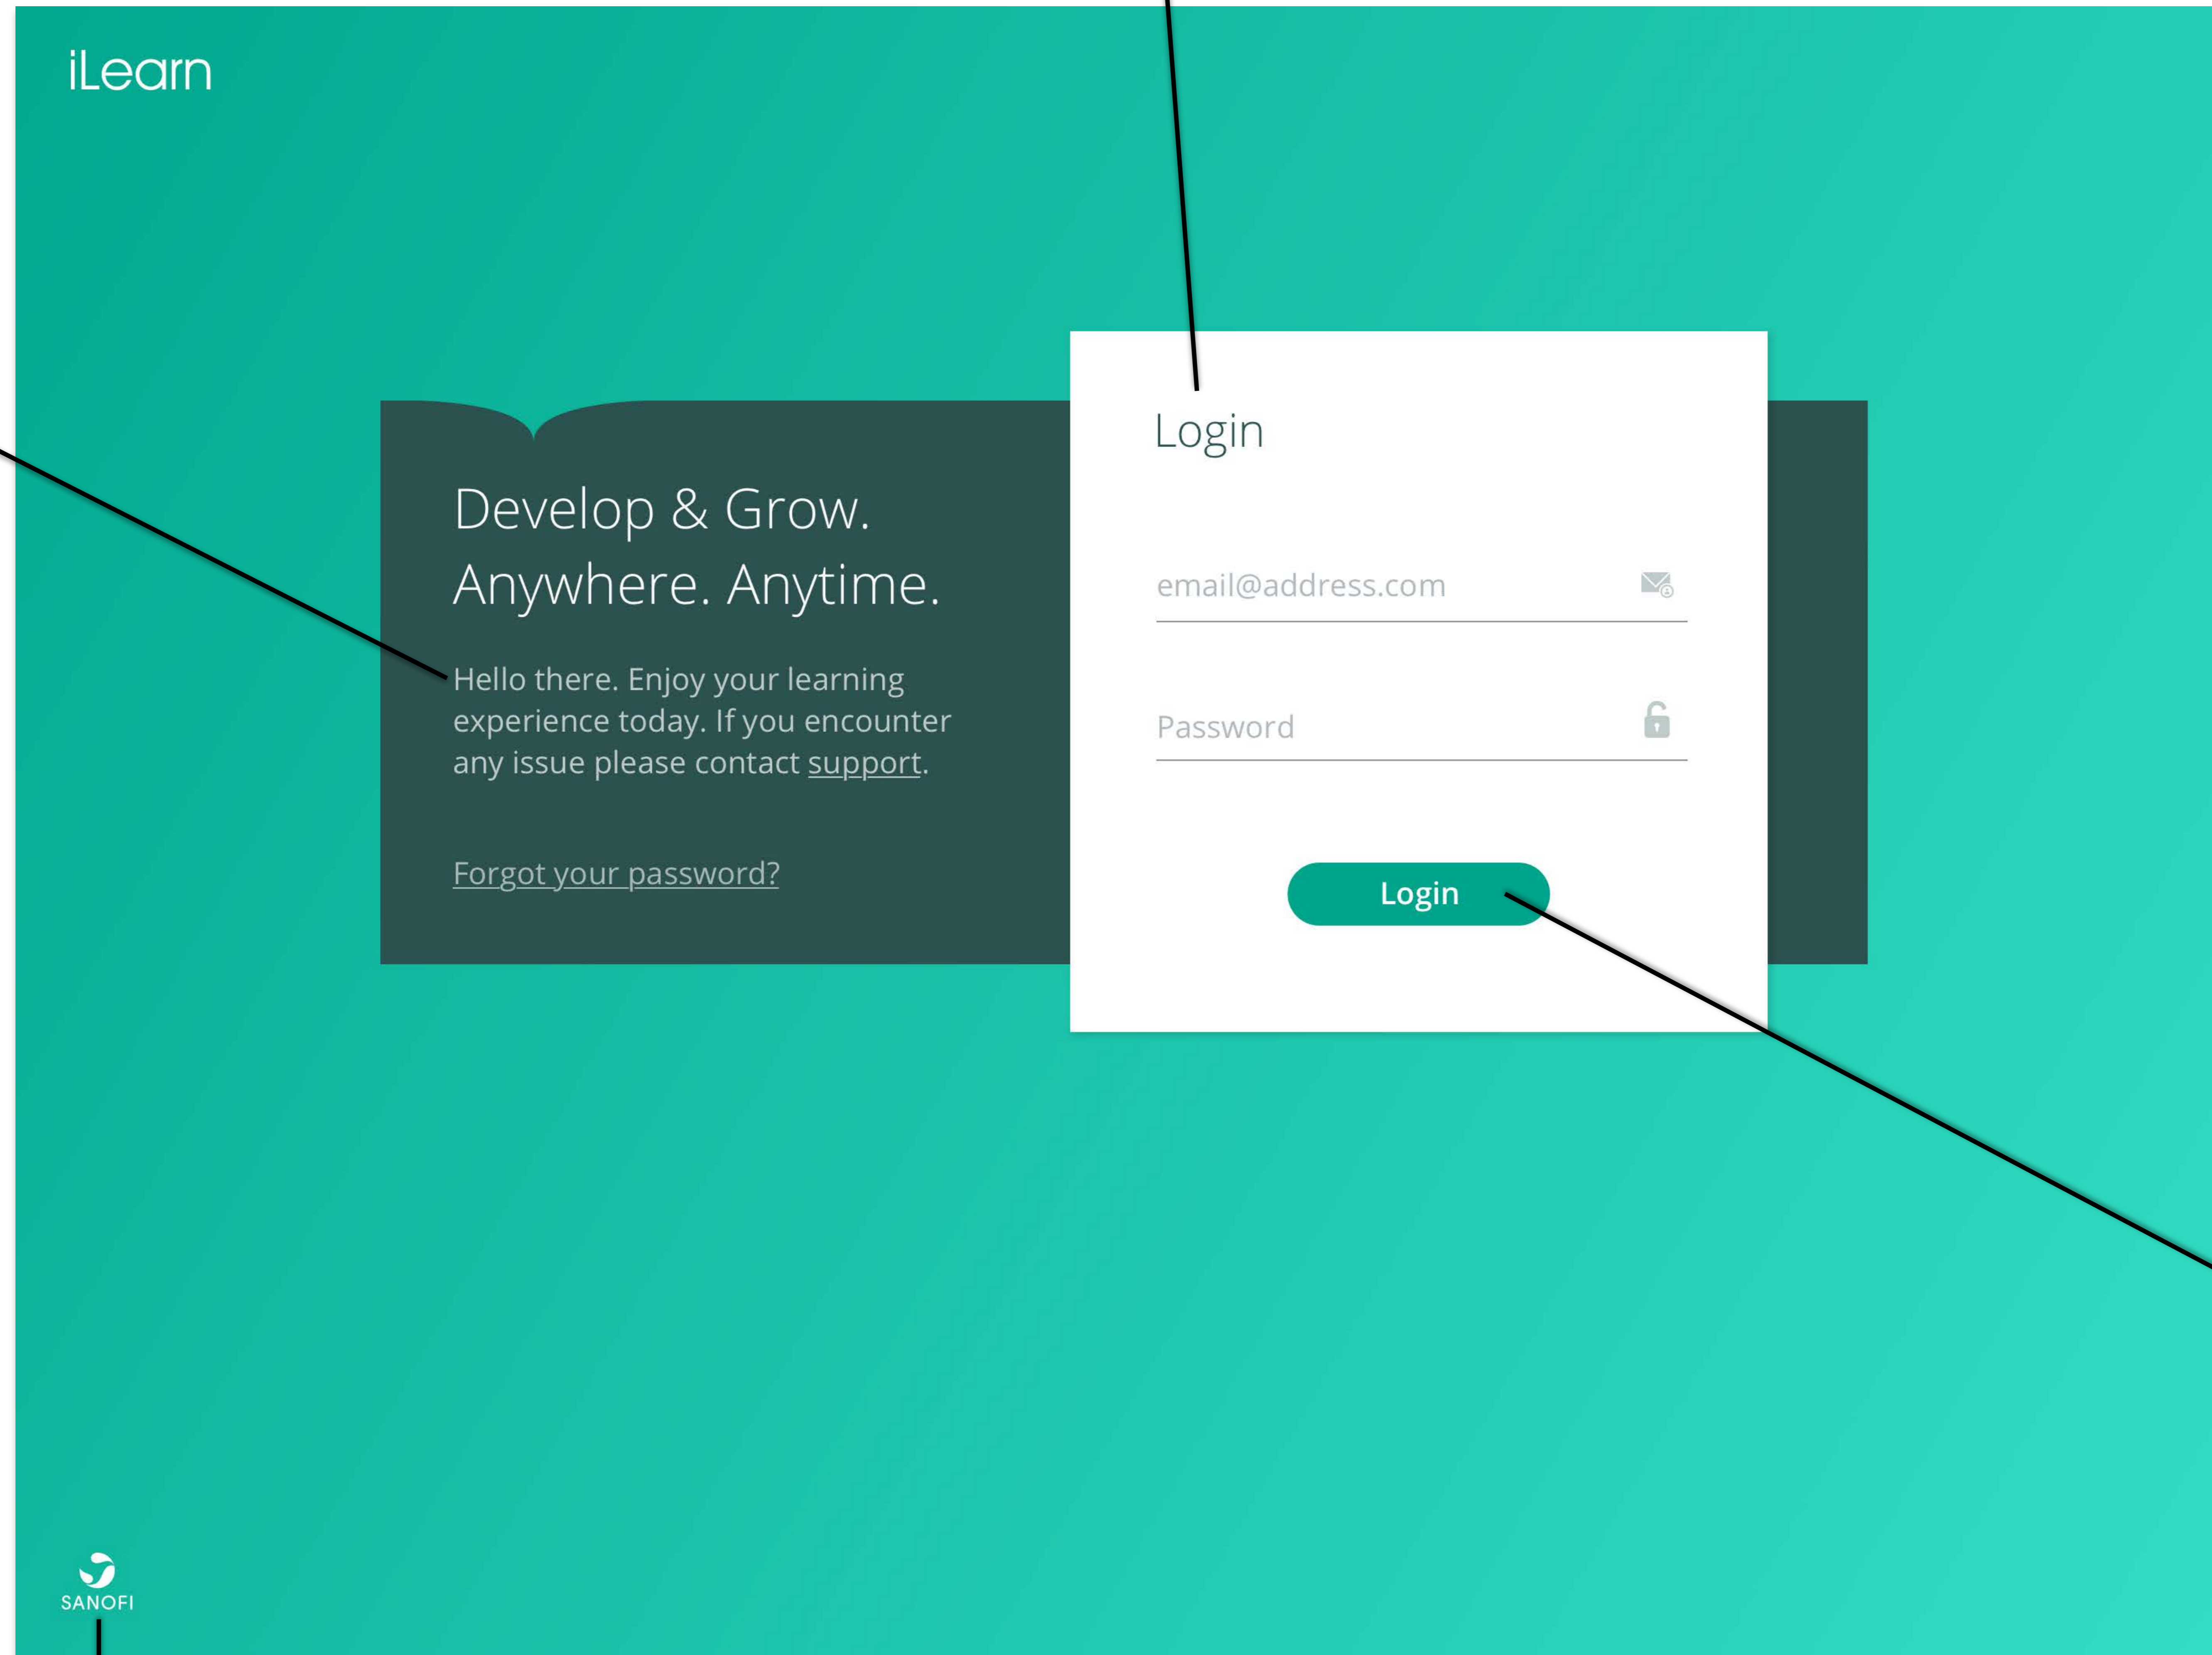 iLearn
Develop & Grow.
Anywhere. Anytime.
Hello there. Enjoy your learning
experience today. If you encounter
any issue please contact support.
Forgot your password?
Login
email@address.com
Password
Login
SANOFI